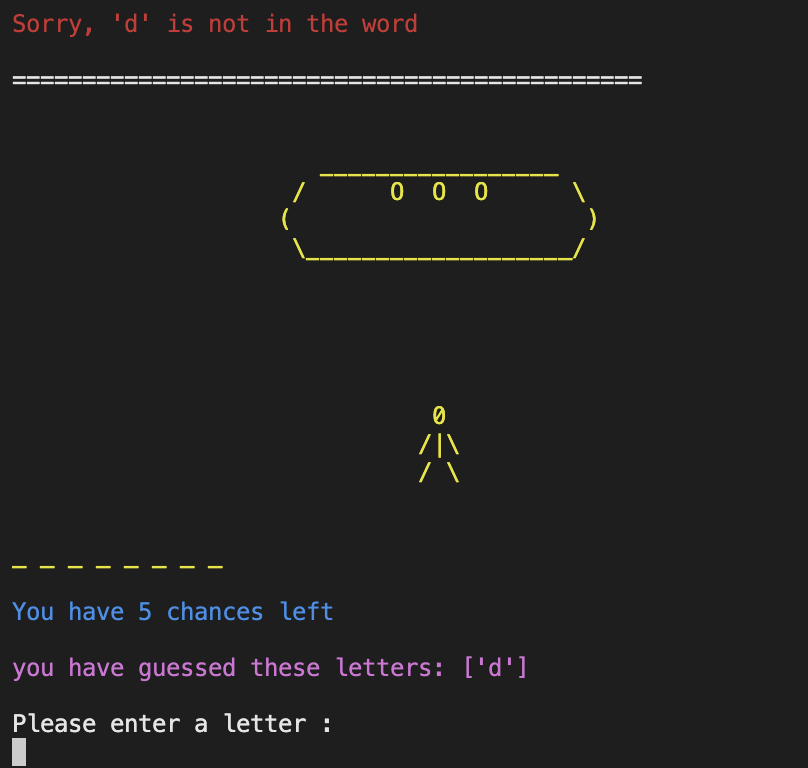 Sorry, 'd' is not in the word
=============================================
_________________
/      O  O  O      \
(                     )
\___________________/
0
/|\
/ \
_ _ _ _ _ _ _ _
You have 5 chances left
you have guessed these letters: ['d']
Please enter a letter :